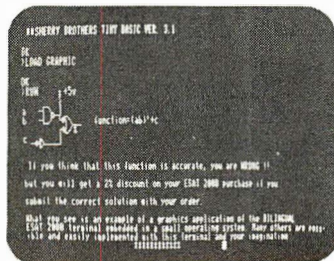 **SHERRY BROTHERS TINY BASIC VER. 3.1
OK
>LOAD GRAPHIC
OK
>RUN
+5v
C
function=(ab)'+c
If you think that this function is accurate, you are WRONG !!
but you will get a 2% discount on your ESAT 200B purchase if you
submit the correct solution with your order.
What you see is an example of a graphics application of the BILINGUAL
ESAT 200B terminal embedded in a small operating system. Many others are poss-
ible and easily implemented with this terminal and your imagination